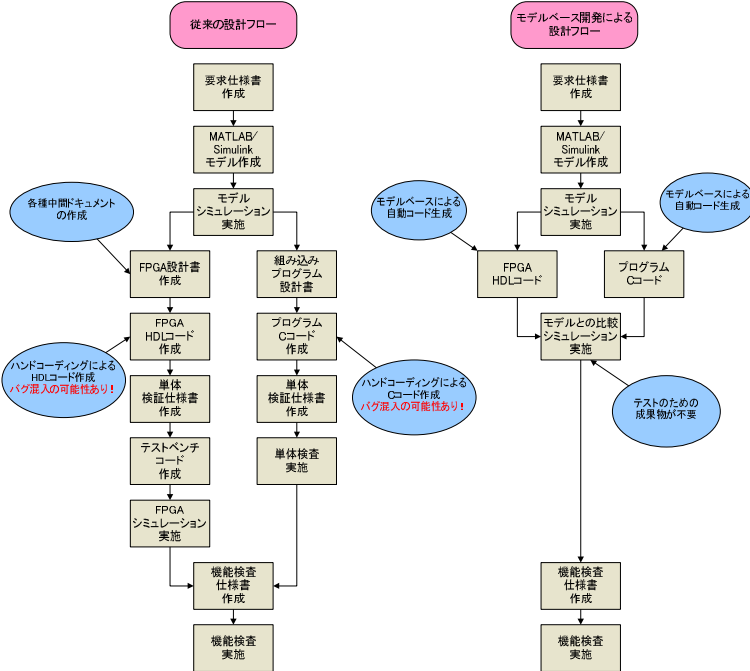 従来の設計フロー
モデルベース開発による
設計フロー
要求仕様書
作成
MATLAB/
Simulink
モデル作成
モデル
シミュレーション
実施
各種中間ドキュメント
の作成
FPGA設計書
作成
組み込み
プログラム
設計書
FPGA
HDLコード
作成
プログラム
Cコード
作成
ハンドコーディングによる
HDLコード作成
バグ混入の可能性あり!
ハンドコーディングによる
Cコード作成
バグ混入の可能性あり!
単体
検証仕様書
作成
単体
検証仕様書
作成
テストベンチ
コード
作成
単体検査
実施
FPGA
シミュレーション
実施
機能検査
仕様書
作成
機能検査
実施
要求仕様書
作成
MATLAB/
Simulink
モデル作成
モデル
シミュレーション
実施
モデルベースによる
自動コード生成
モデルベースによる
自動コード生成
FPGA
HDLコード
プログラム
Cコード
モデルとの比較
シミュレーション
実施
テストのための
成果物が不要
機能検査
仕様書
作成
機能検査
実施